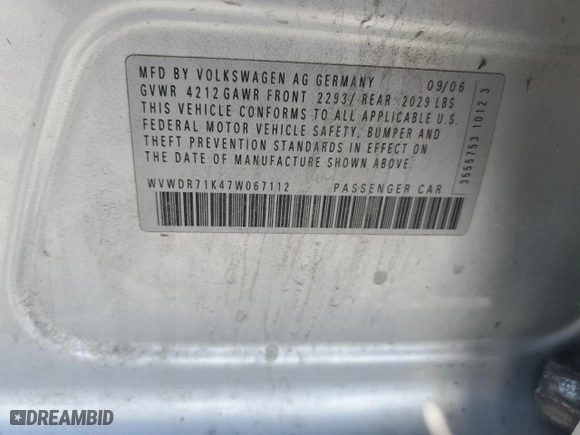 MFD BY VOLKSWAGEN AG GERMANY 09/06
GVWR 4212 GAWR FRONT 2293/ REAR 2029 LBS
THIS VEHICLE CONFORMS TO ALL APPLICABLE U.S.
FEDERAL MOTOR VEHICLE SAFETY, BUMPER AND
THEFT PREVENTION STANDARDS IN EFFECT ON
THE DATE OF MANUFACTURE SHOWN ABOVE.
WVWDR71K47W067112 PASSENGER CAR
3555753 1012 3
DREAMBID